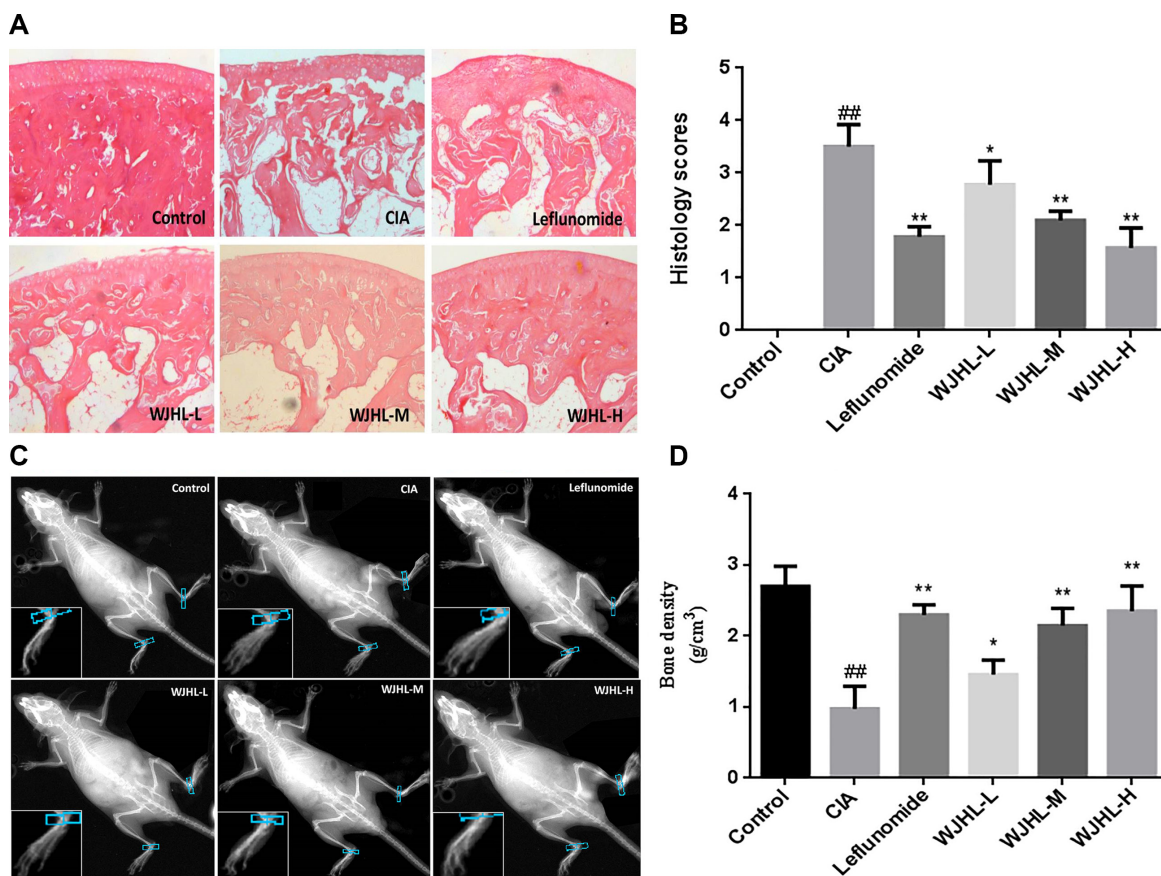 A
Control
CIA
Leflunomide
WJHL-L
WJHL-M
WJHL-H
B
Histology scores
5
4
3
2
1
0
##
**
*
**
**
Control
CIA
Leflunomide
WJHL-L
WJHL-M
WJHL-H
C
Control
CIA
Leflunomide
WJHL-L
WJHL-M
WJHL-H
D
Bone density
(g/cm³)
4
3
2
1
0
##
**
*
**
**
Control
CIA
Leflunomide
WJHL-L
WJHL-M
WJHL-H